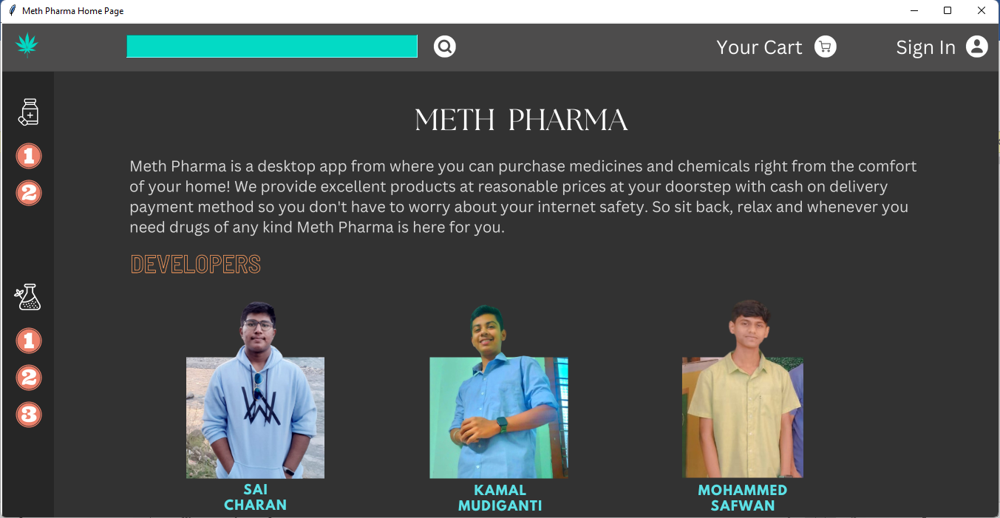 Meth Pharma Home Page
Your Cart
Sign In
METH PHARMA
Meth Pharma is a desktop app from where you can purchase medicines and chemicals right from the comfort
of your home! We provide excellent products at reasonable prices at your doorstep with cash on delivery
payment method so you don't have to worry about your internet safety. So sit back, relax and whenever you
need drugs of any kind Meth Pharma is here for you.
DEVELOPERS
1
2
1
2
3
SAI
CHARAN
KAMAL
MUDIGANTI
MOHAMMED
SAFWAN